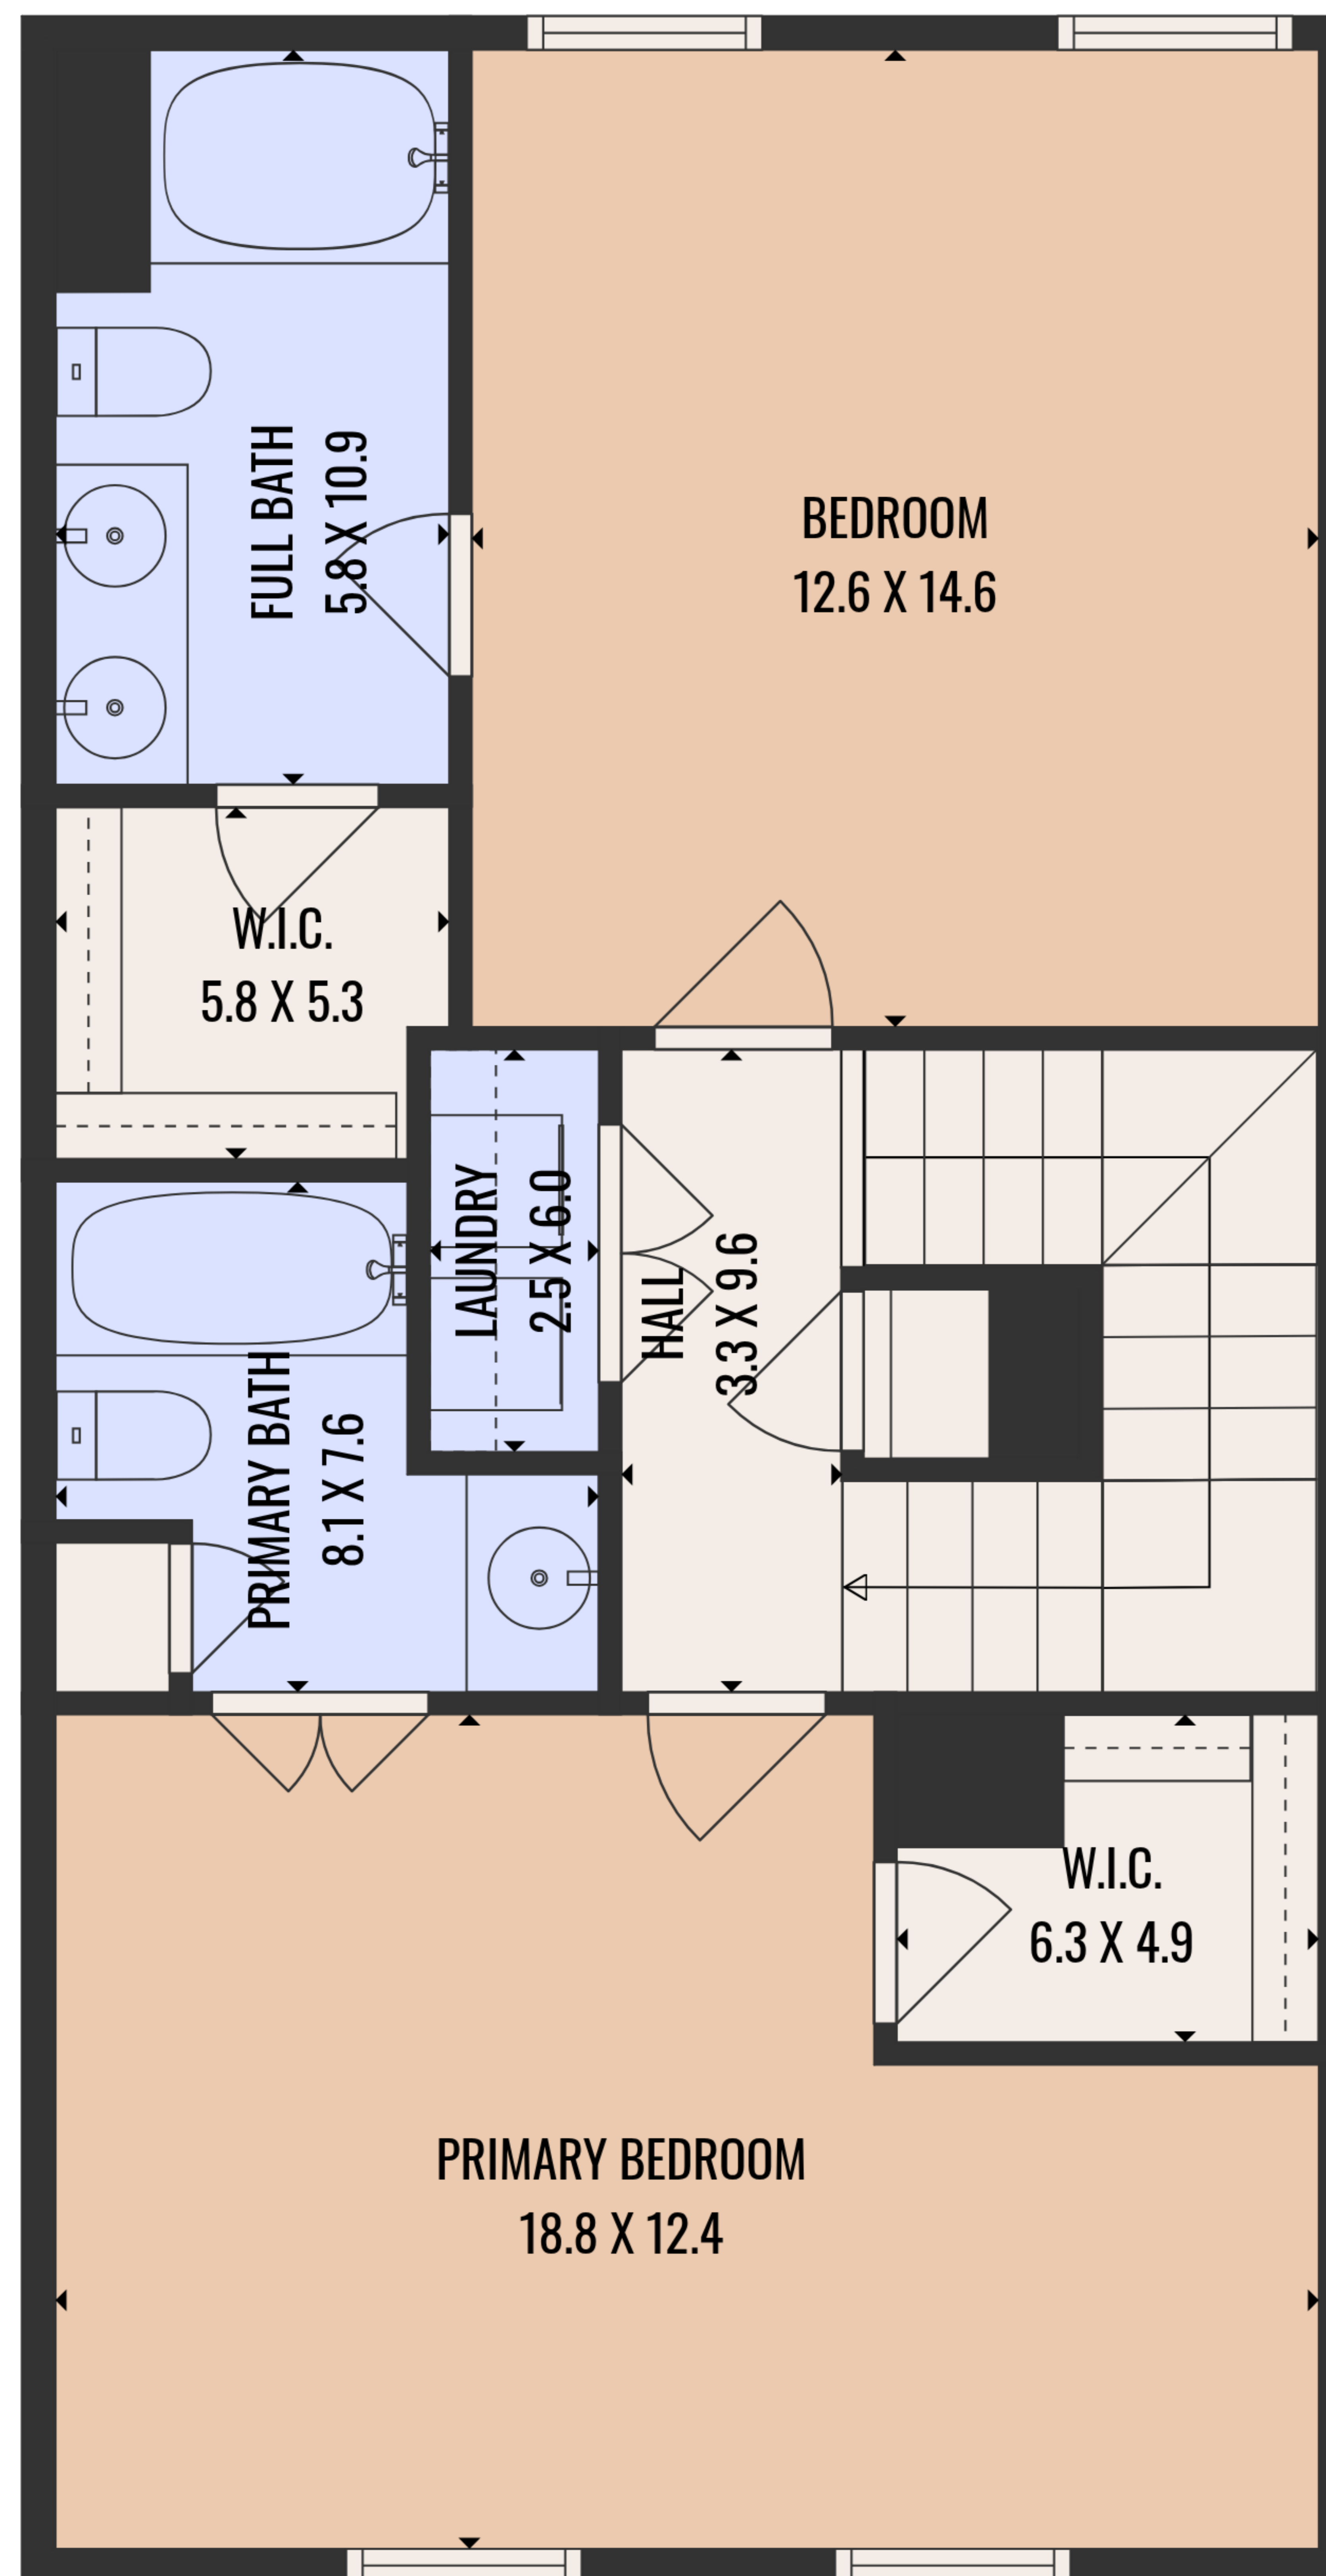 FULL BATH
5.8 X 10.9
BEDROOM
12.6 X 14.6
W.I.C.
5.8 X 5.3
LAUNDRY
2.5 X 6.0
HALL
3.3 X 9.6
PRIMARY BATH
8.1 X 7.6
W.I.C.
6.3 X 4.9
PRIMARY BEDROOM
18.8 X 12.4